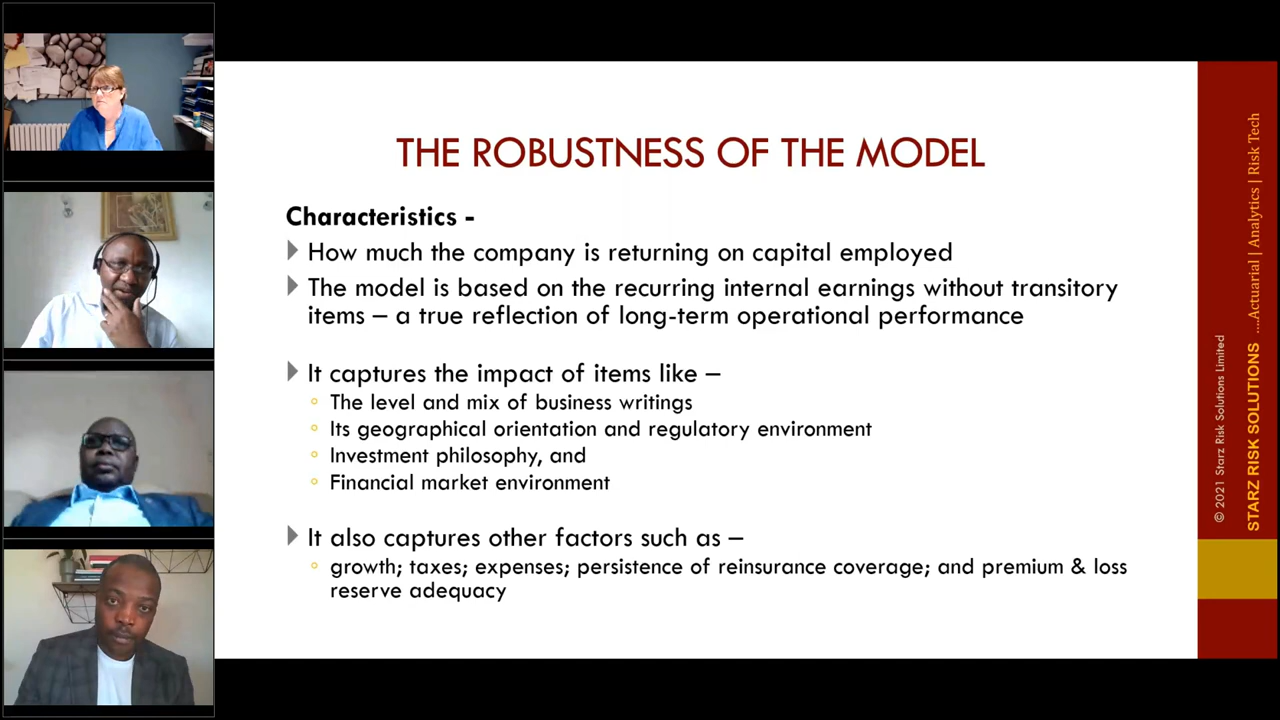 THE ROBUSTNESS OF THE MODEL
Characteristics -
How much the company is returning on capital employed
The model is based on the recurring internal earnings without transitory
items – a true reflection of long-term operational performance
It captures the impact of items like –
The level and mix of business writings
Its geographical orientation and regulatory environment
Investment philosophy, and
Financial market environment
It also captures other factors such as –
growth; taxes; expenses; persistence of reinsurance coverage; and premium & loss
reserve adequacy
© 2021 Starz Risk Solutions Limited
STARZ RISK SOLUTIONS ....Actuarial | Analytics | Risk Tech